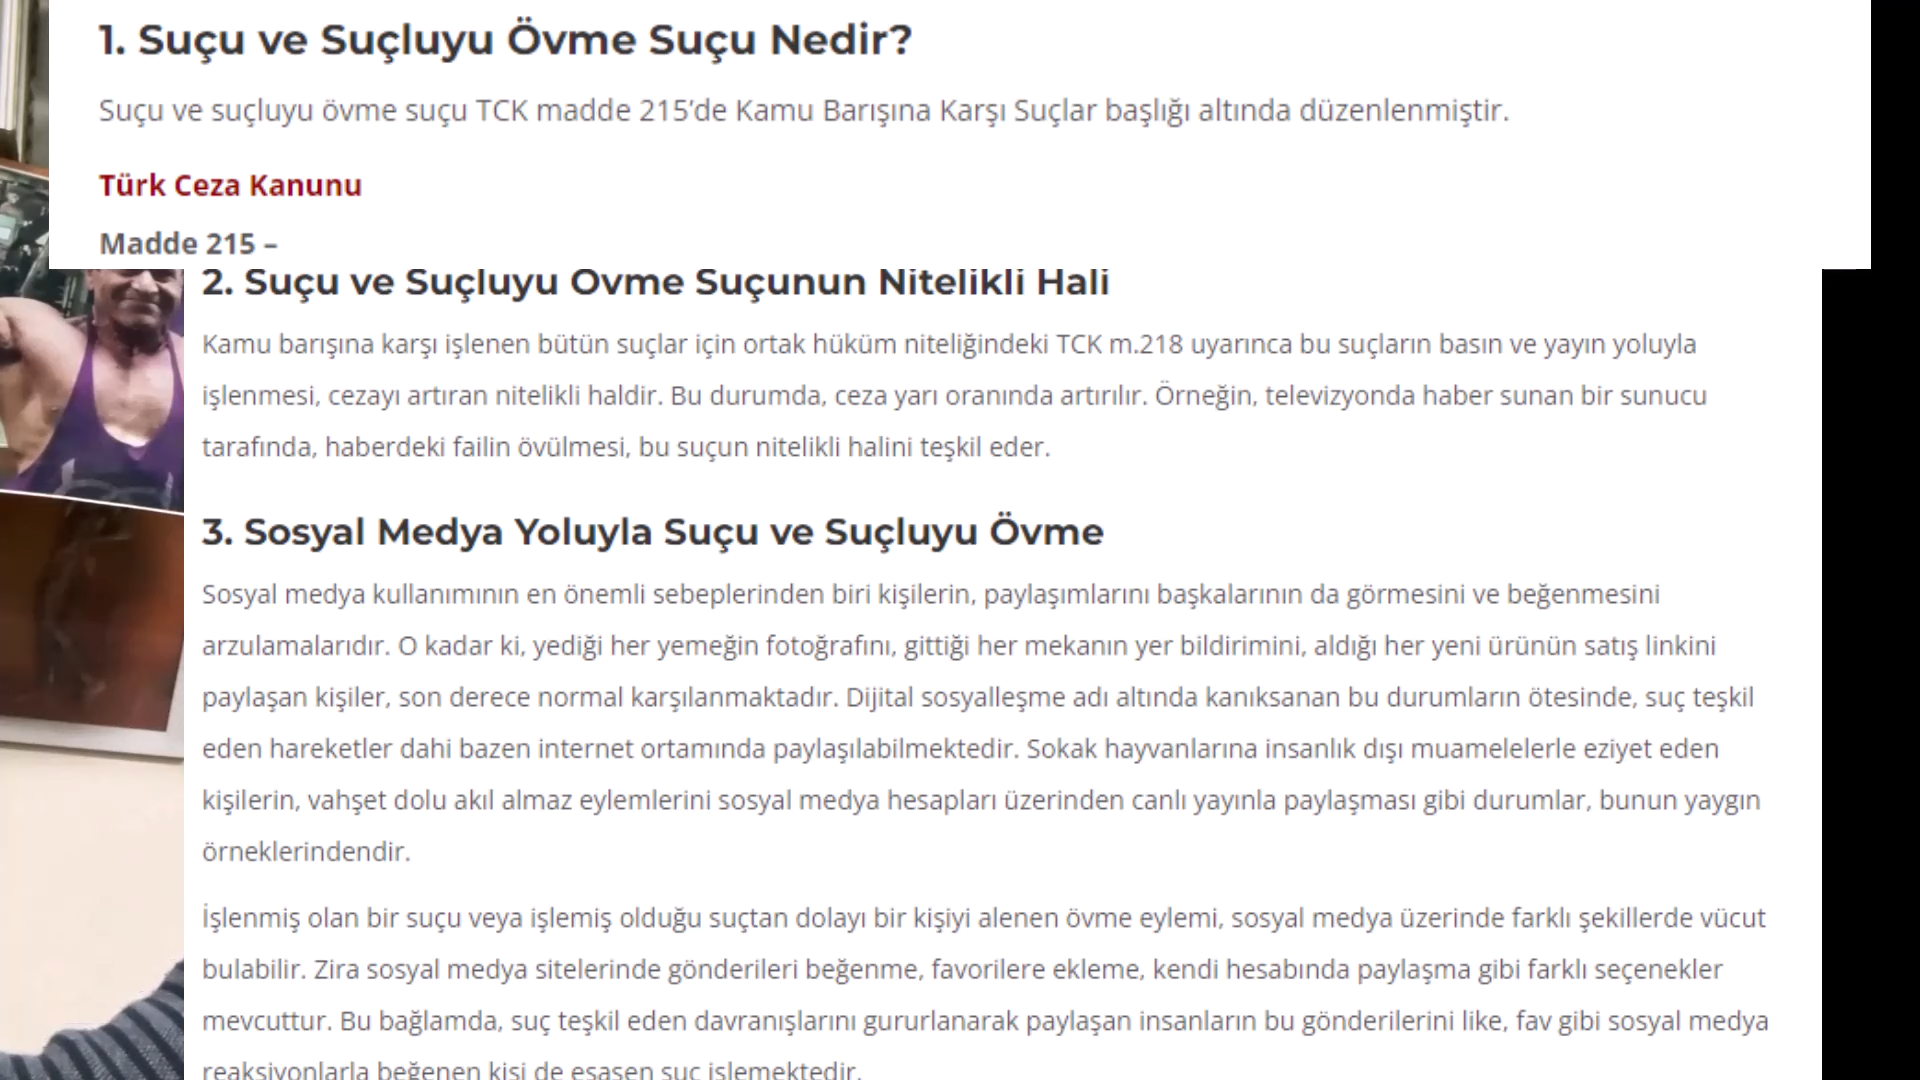 1. Suçu ve Suçluyu Övme Suçu Nedir?
Suçu ve suçluyu övme suçu TCK madde 215’de Kamu Barışına Karşı Suçlar başlığı altında düzenlenmiştir.
Türk Ceza Kanunu
Madde 215 –
2. Suçu ve Suçluyu Övme Suçunun Nitelikli Hali
Kamu barışına karşı işlenen bütün suçlar için ortak hüküm niteliğindeki TCK m.218 uyarınca bu suçların basın ve yayın yoluyla
işlenmesi, cezayı artıran nitelikli haldir. Bu durumda, ceza yarı oranında artırılır. Örneğin, televizyonda haber sunan bir sunucu
tarafında, haberdeki failin övülmesi, bu suçun nitelikli halini teşkil eder.
3. Sosyal Medya Yoluyla Suçu ve Suçluyu Övme
Sosyal medya kullanımının en önemli sebeplerinden biri kişilerin, paylaşımlarını başkalarının da görmesini ve beğenmesini
arzulamalarıdır. O kadar ki, yediği her yemeğin fotoğrafını, gittiği her mekanın yer bildirimini, aldığı her yeni ürünün satış linkini
paylaşan kişiler, son derece normal karşılanmaktadır. Dijital sosyalleşme adı altında kanıksanan bu durumların ötesinde, suç teşkil
eden hareketler dahi bazen internet ortamında paylaşılabilmektedir. Sokak hayvanlarına insanlık dışı muamelelerle eziyet eden
kişilerin, vahşet dolu akıl almaz eylemlerini sosyal medya hesapları üzerinden canlı yayınla paylaşması gibi durumlar, bunun yaygın
örneklerindendir.
İşlenmiş olan bir suçu veya işlemiş olduğu suçtan dolayı bir kişiyi alenen övme eylemi, sosyal medya üzerinde farklı şekillerde vücut
bulabilir. Zira sosyal medya sitelerinde gönderileri beğenme, favorilere ekleme, kendi hesabında paylaşma gibi farklı seçenekler
mevcuttur. Bu bağlamda, suç teşkil eden davranışlarını gururlanarak paylaşan insanların bu gönderilerini like, fav gibi sosyal medya
reaksiyonlarla beğenen kişi de esasen suç işlemektedir.